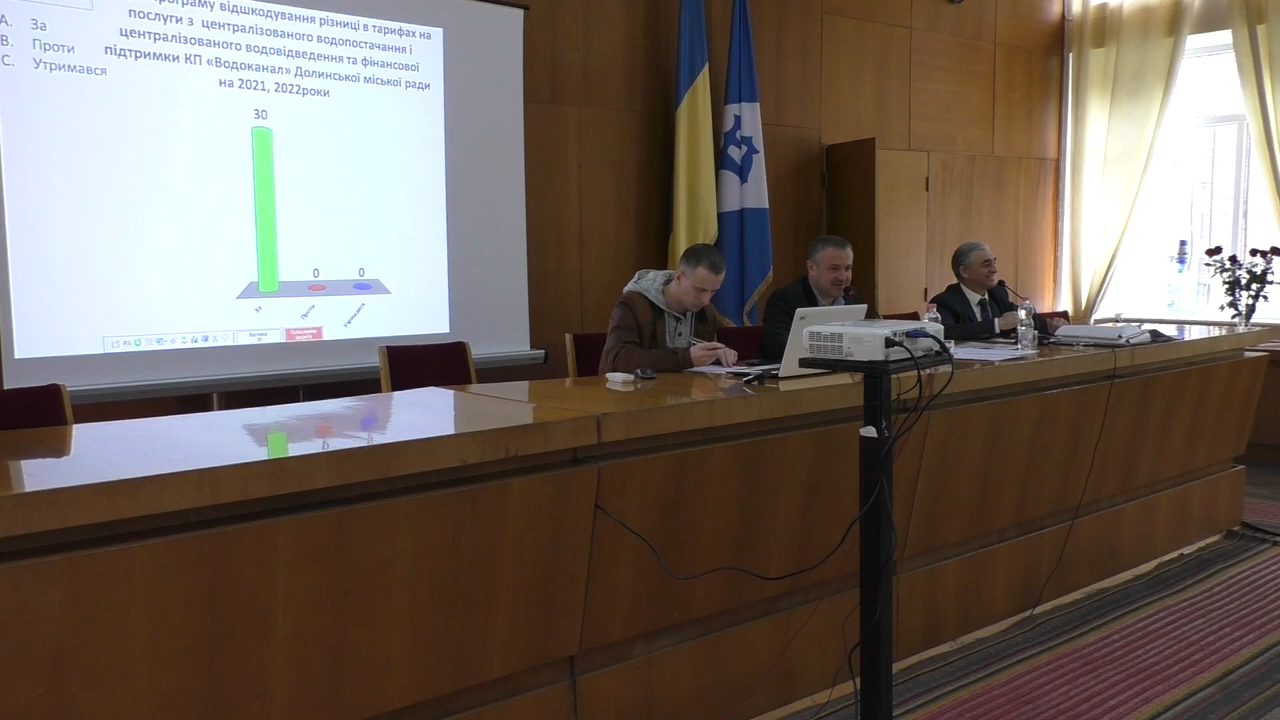 програму відшкодування різниці в тарифах на
послуги з централізованого водопостачання і
централізованого водовідведення та фінансової
підтримки КП «Водоканал» Долинської міської ради
на 2021, 2022роки
A. За
B. Проти
C. Утримався
30
0
0
За
Проти
Утримався